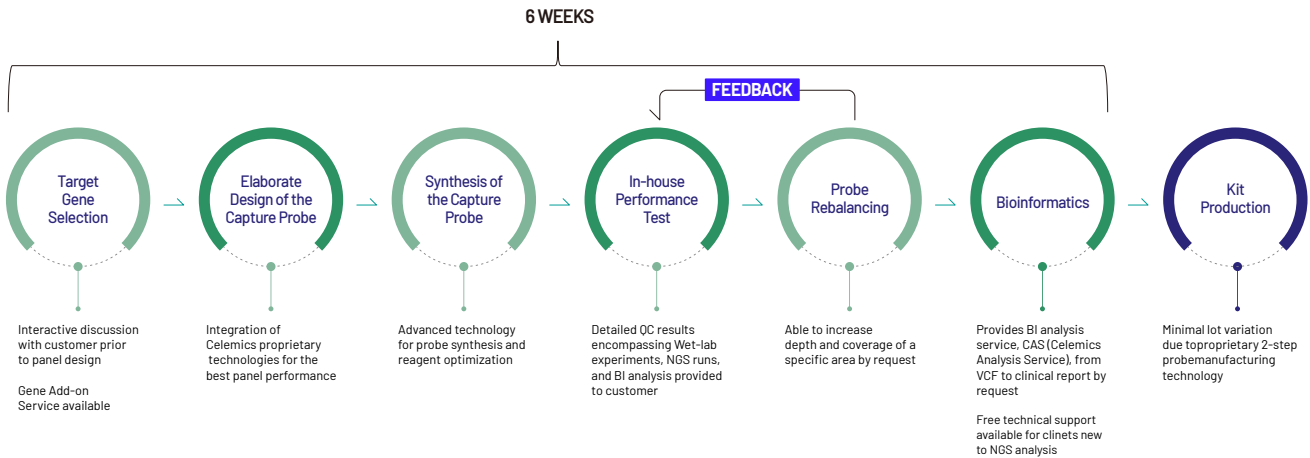 6 WEEKS
FEEDBACK
Target
Gene
Selection
Elaborate
Design of the
Capture Probe
Synthesis of
the Capture
Probe
In-house
Performance
Test
Probe
Rebalancing
Bioinformatics
Kit
Production
Interactive discussion
with customer prior
to panel design
Gene Add-on
Service available
Integration of
Celemics proprietary
technologies for the
best panel performance
Advanced technology
for probe synthesis and
reagent optimization
Detailed QC results
encompassing Wet-lab
experiments, NGS runs,
and BI analysis provided
to customer
Able to increase
depth and coverage of a
specific area by request
Provides BI analysis
service, CAS (Celemics
Analysis Service), from
VCF to clinical report by
request
Free technical support
available for clinets new
to NGS analysis
Minimal lot variation
due toproprietary 2-step
probemanufacturing
technology